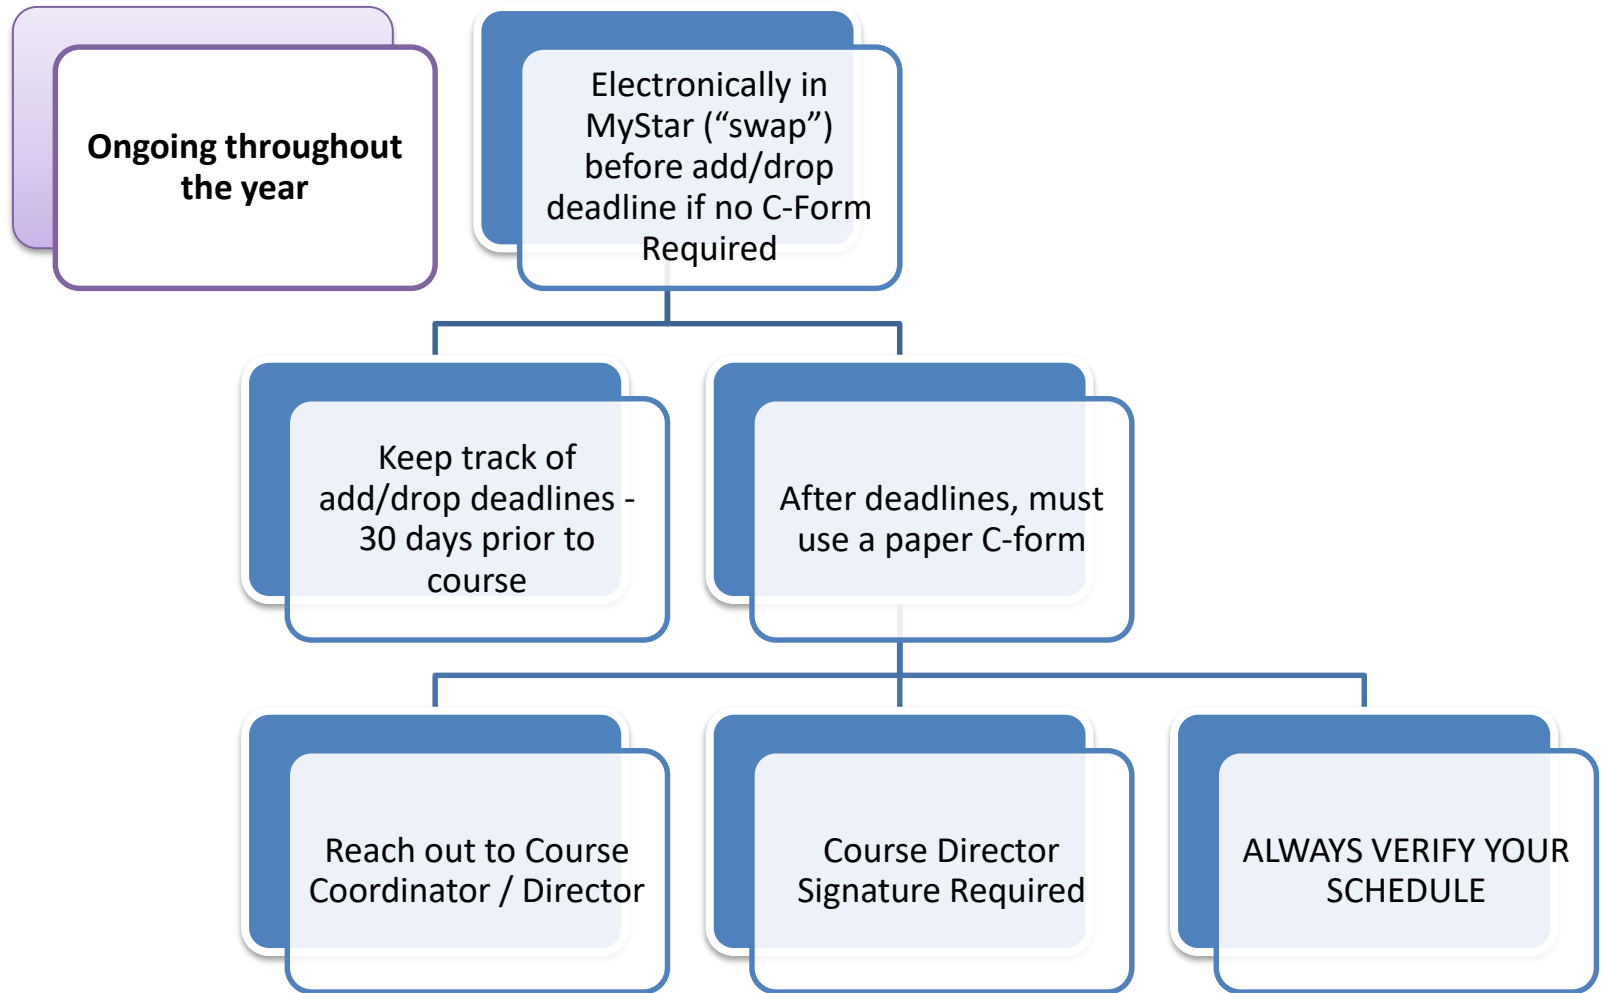 Ongoing throughout
the year
Electronically in
MyStar (“swap”)
before add/drop
deadline if no C-Form
Required
Keep track of
add/drop deadlines -
30 days prior to
course
After deadlines, must
use a paper C-form
Reach out to Course
Coordinator / Director
Course Director
Signature Required
ALWAYS VERIFY YOUR
SCHEDULE